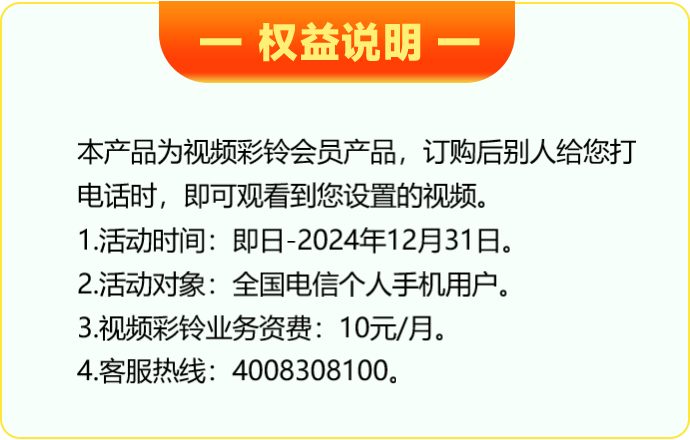 — 权益说明 —
本产品为视频彩铃会员产品，订购后别人给您打
电话时，即可观看到您设置的视频。
1.活动时间：即日-2024年12月31日。
2.活动对象：全国电信个人手机用户。
3.视频彩铃业务资费：10元/月。
4.客服热线：4008308100。